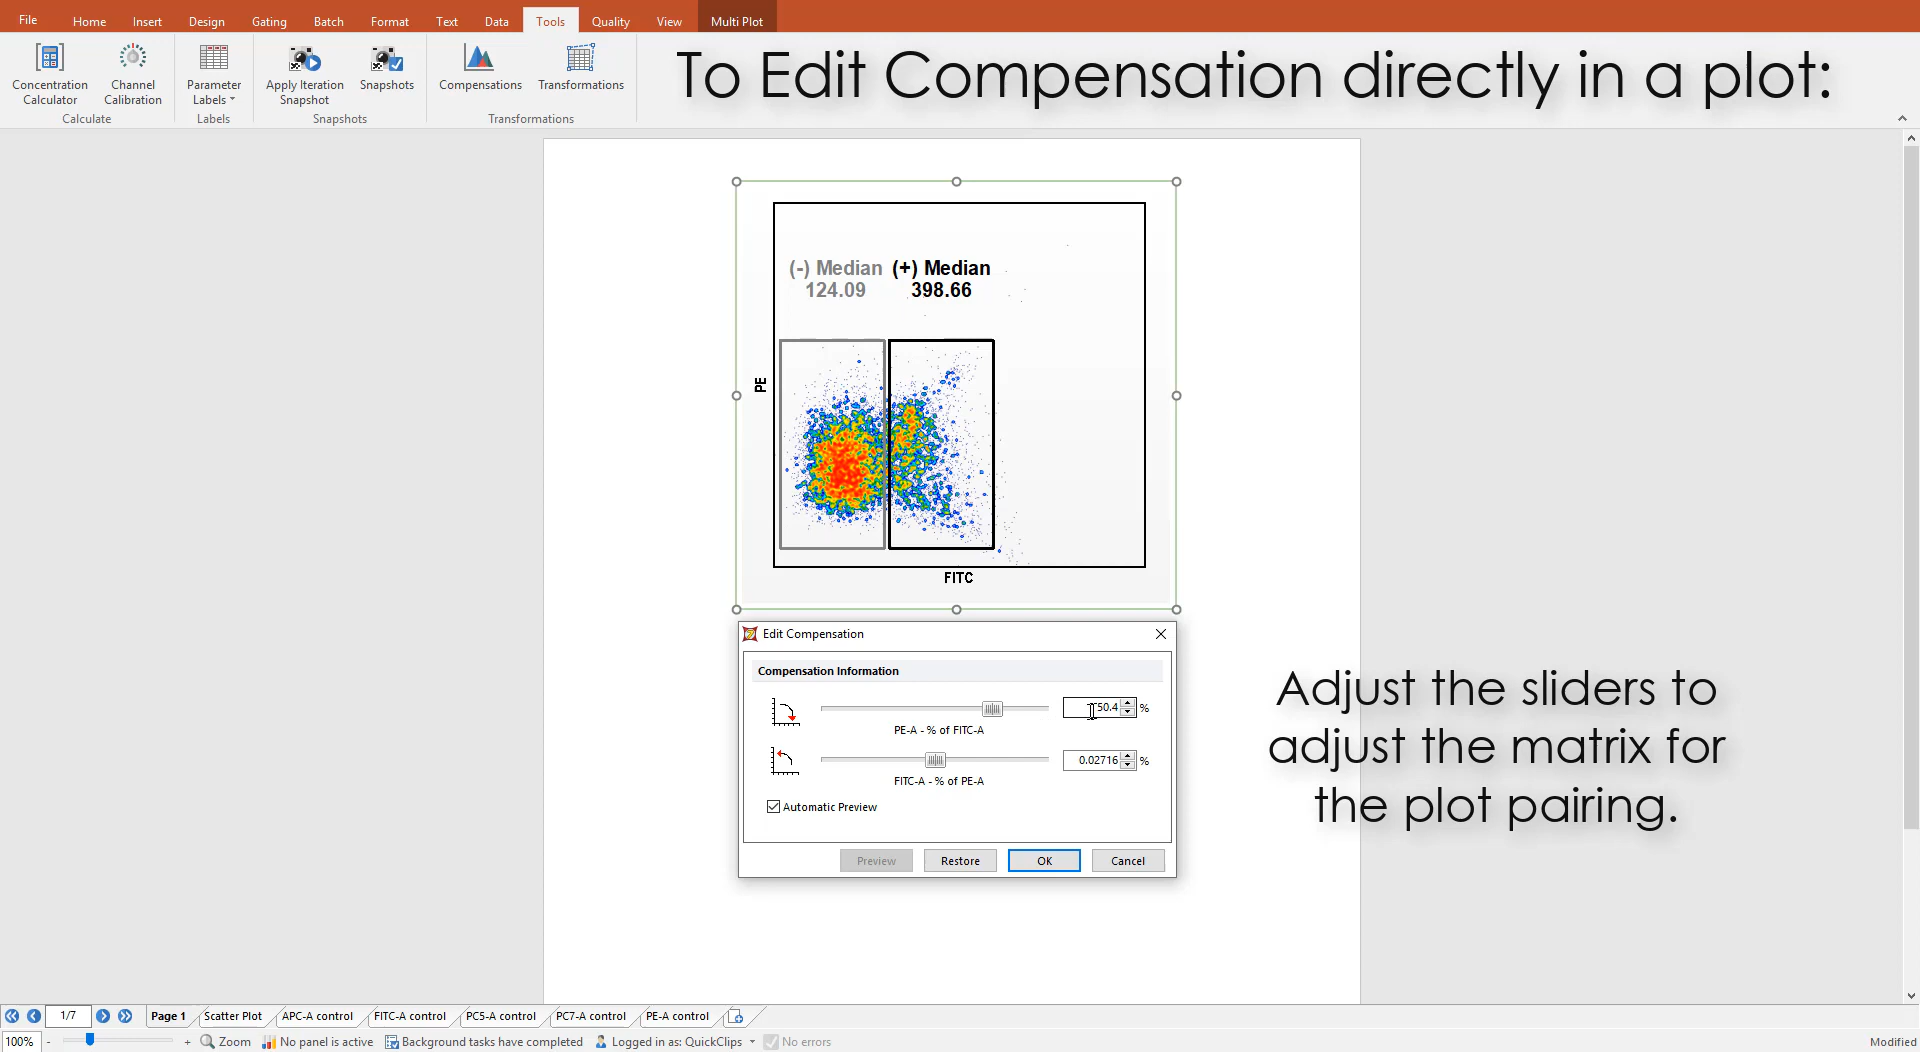 File Home Insert Design Gating Batch Format Text Data Tools Quality View Multi Plot
To Edit Compensation directly in a plot:
Concentration Calculator
Channel Calibration
Parameter Labels
Apply Iteration Snapshot
Snapshots
Compensations
Transformations
Calculate Labels Snapshots Transformations
(-) Median (+) Median
124.09 398.66
PE
FITC
Edit Compensation
Compensation Information
50.4 %
PE-A - % of FITC-A
0.02716 %
FITC-A - % of PE-A
Automatic Preview
Preview Restore OK Cancel
Adjust the sliders to
adjust the matrix for
the plot pairing.
1/7 Page 1 Scatter Plot APC-A control FITC-A control PC5-A control PC7-A control PE-A control
100% - + Zoom No panel is active Background tasks have completed Logged in as: QuickClips No errors Modified